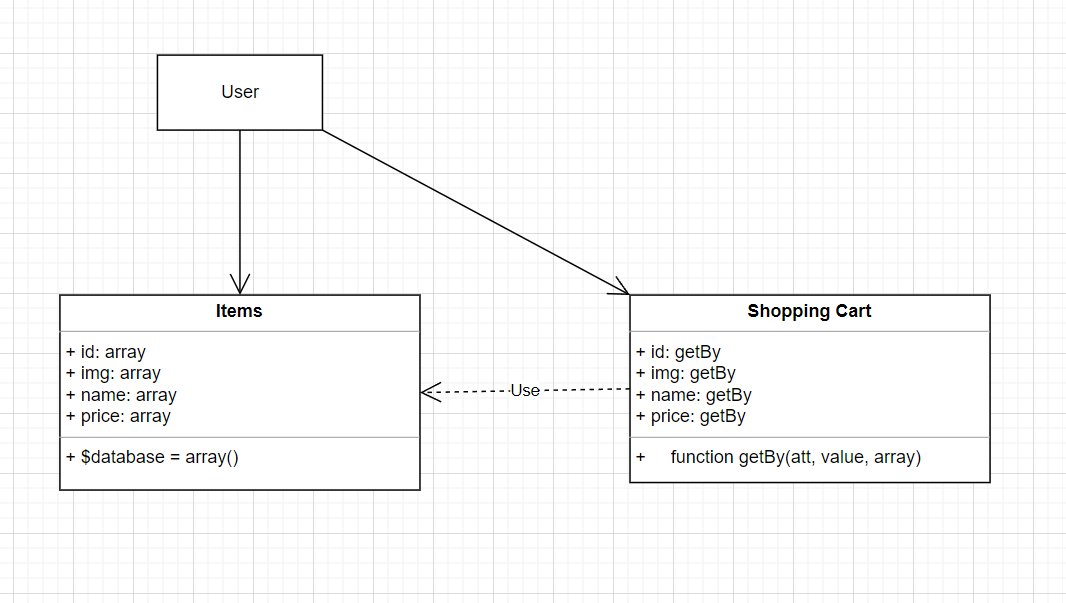 User
Items
+ id: array
+ img: array
+ name: array
+ price: array
+ $database = array()
Use
Shopping Cart
+ id: getBy
+ img: getBy
+ name: getBy
+ price: getBy
+ function getBy(att, value, array)